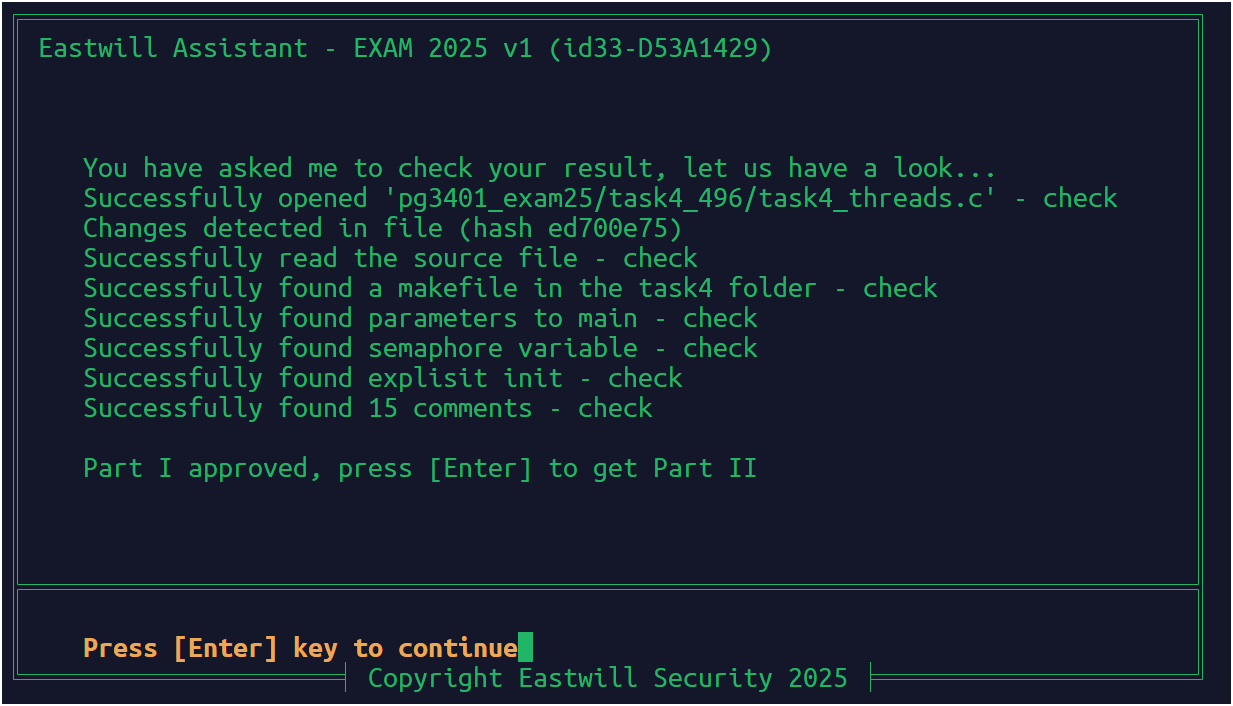 Eastwill Assistant - EXAM 2025 v1 (id33-D53A1429)
You have asked me to check your result, let us have a look...
Successfully opened 'pg3401_exam25/task4_496/task4_threads.c' - check
Changes detected in file (hash ed700e75)
Successfully read the source file - check
Successfully found a makefile in the task4 folder - check
Successfully found parameters to main - check
Successfully found semaphore variable - check
Successfully found explisit init - check
Successfully found 15 comments - check
Part I approved, press [Enter] to get Part II
Press [Enter] key to continue
Copyright Eastwill Security 2025